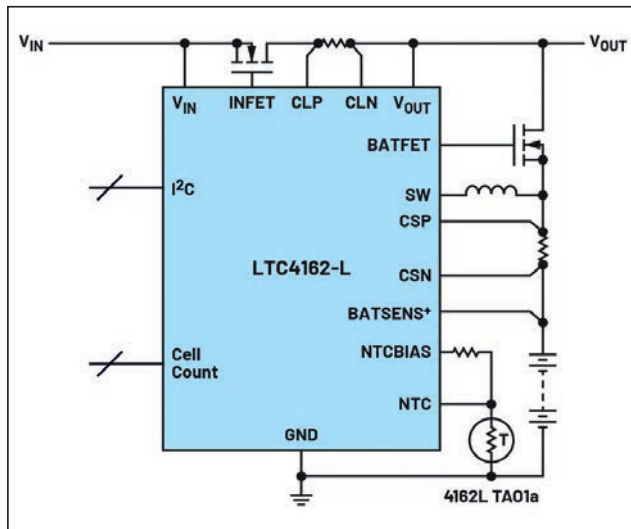 VIN
VOUT
VIN
INFET
CLP
CLN
VOUT
BATFET
I²C
SW
CSP
LTC4162-L
CSN
BATSENS+
Cell
Count
NTCBIAS
NTC
GND
T
4162L TA01a